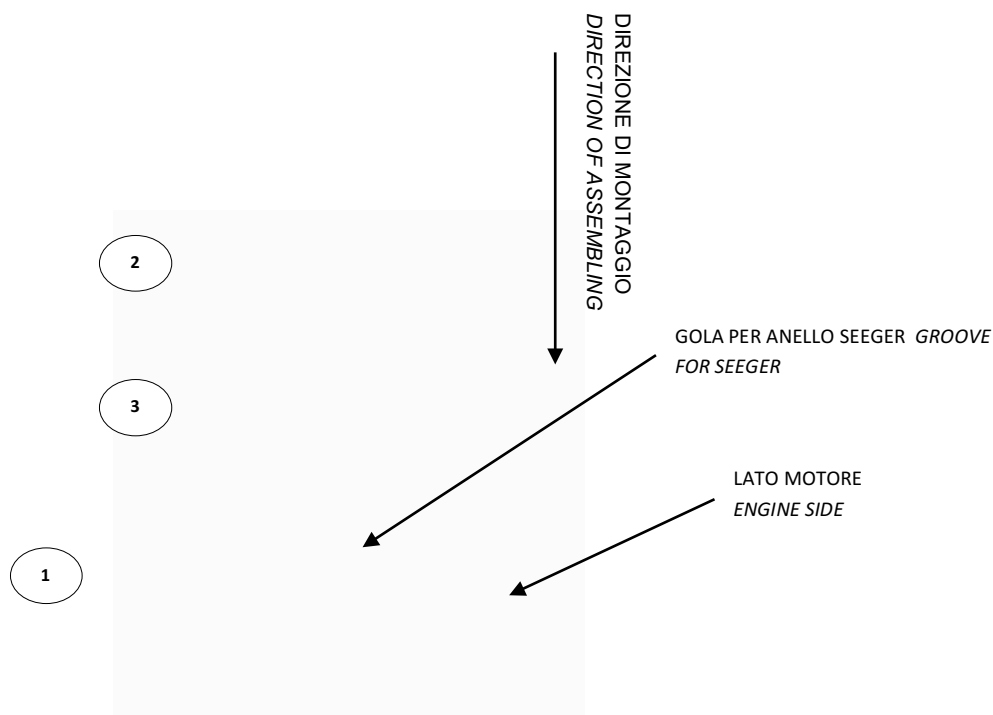 DIREZIONE DI MONTAGGIO
DIRECTION OF ASSEMBLING
2
GOLA PER ANELLO SEEGER GROOVE
FOR SEEGER
3
LATO MOTORE
ENGINE SIDE
1